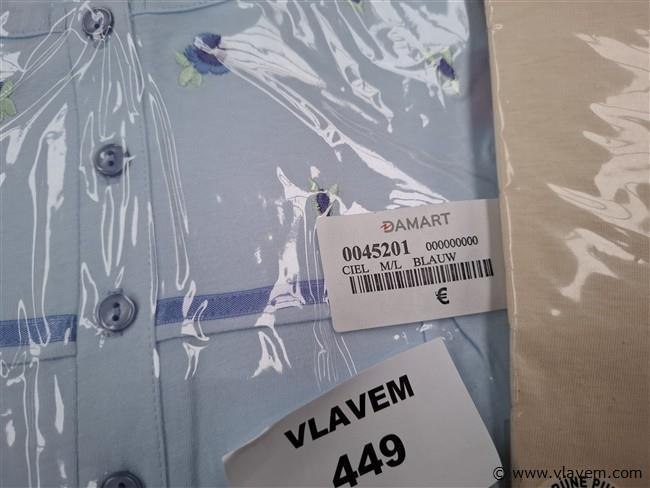 DAMART
0045201 000000000
CIEL M/L BLAUW
€
VLAVEM
449
© www.vlavem.com